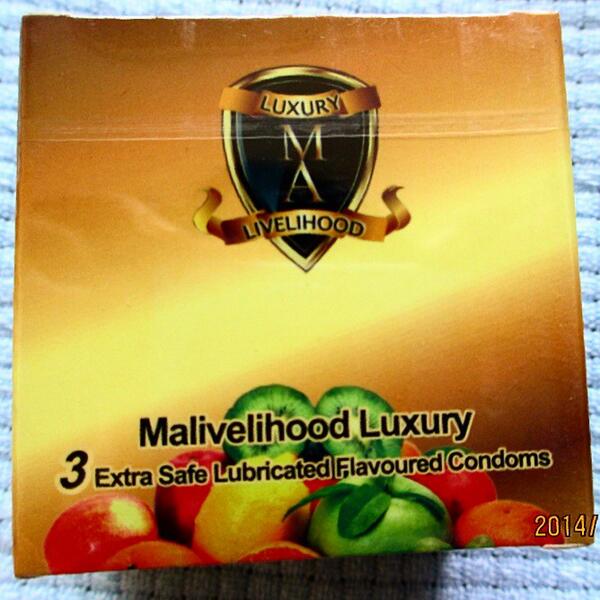 LUXURY
M
A
LIVELIHOOD
Malivelihood Luxury
3 Extra Safe Lubricated Flavoured Condoms
2014/